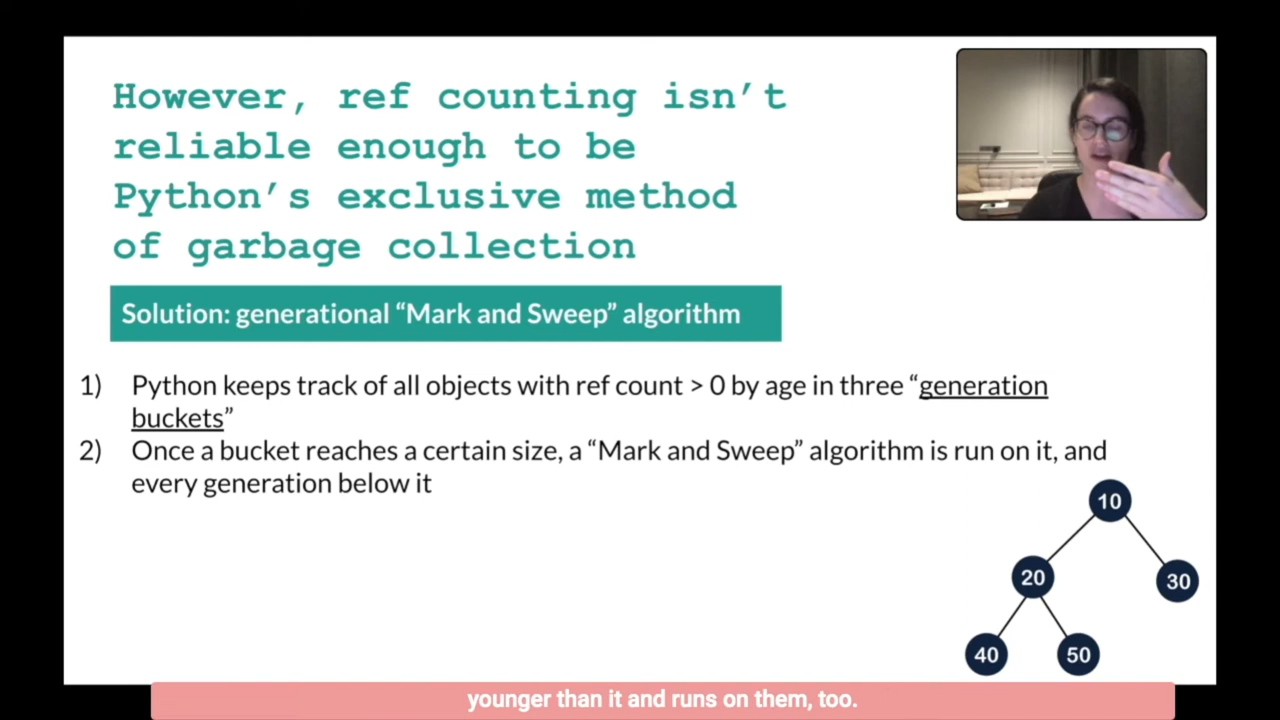 However, ref counting isn’t
reliable enough to be
Python’s exclusive method
of garbage collection
Solution: generational “Mark and Sweep” algorithm
1) Python keeps track of all objects with ref count > 0 by age in three “generation
buckets”
2) Once a bucket reaches a certain size, a “Mark and Sweep” algorithm is run on it, and
every generation below it
10
20
30
40
50
younger than it and runs on them, too.